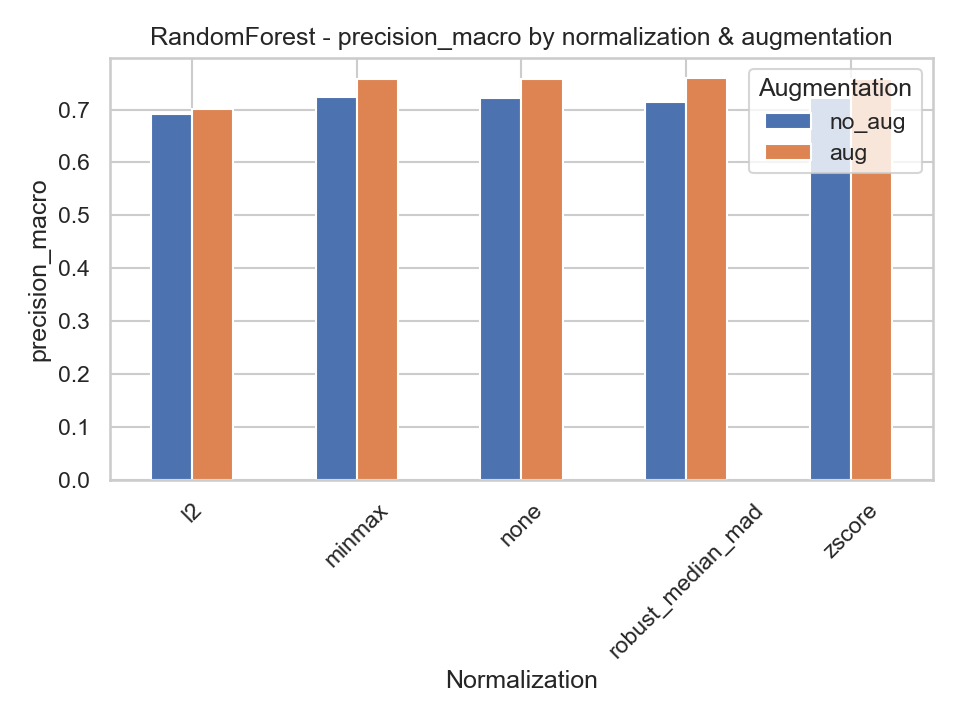 RandomForest - precision_macro by normalization & augmentation
precision_macro
0.7
0.6
0.5
0.4
0.3
0.2
0.1
0.0
Augmentation
no_aug
aug
l2
minmax
none
robust_median_mad
zscore
Normalization